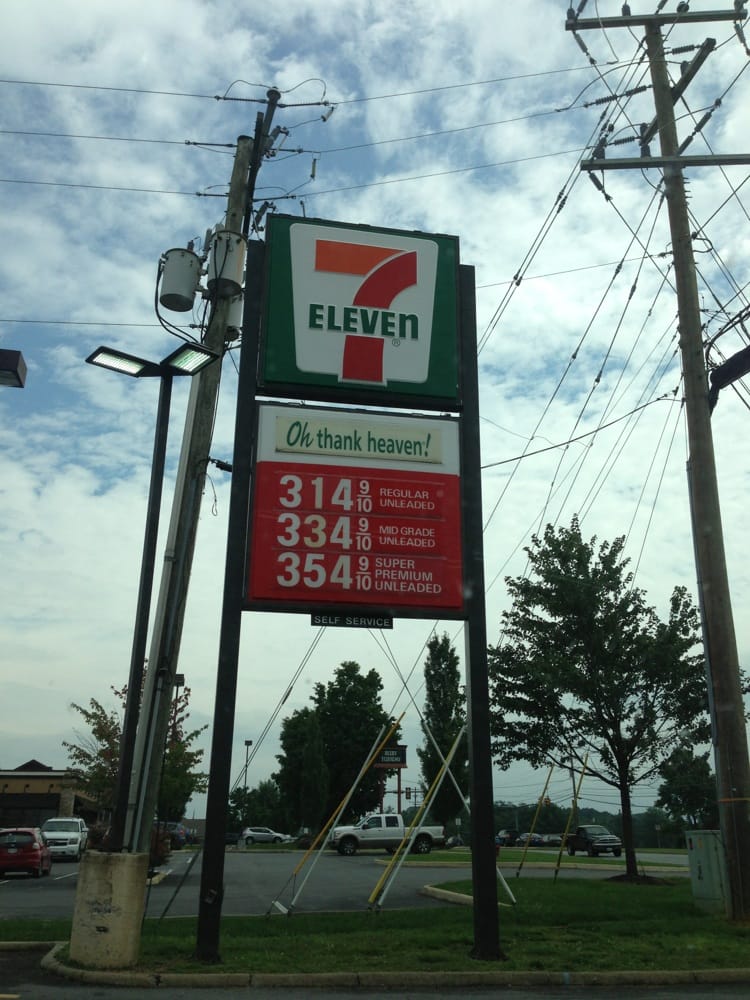 7
ELEVEn
®
Oh thank heaven!
314 9/10 REGULAR UNLEADED
334 9/10 MID GRADE UNLEADED
354 9/10 SUPER PREMIUM UNLEADED
SELF SERVICE